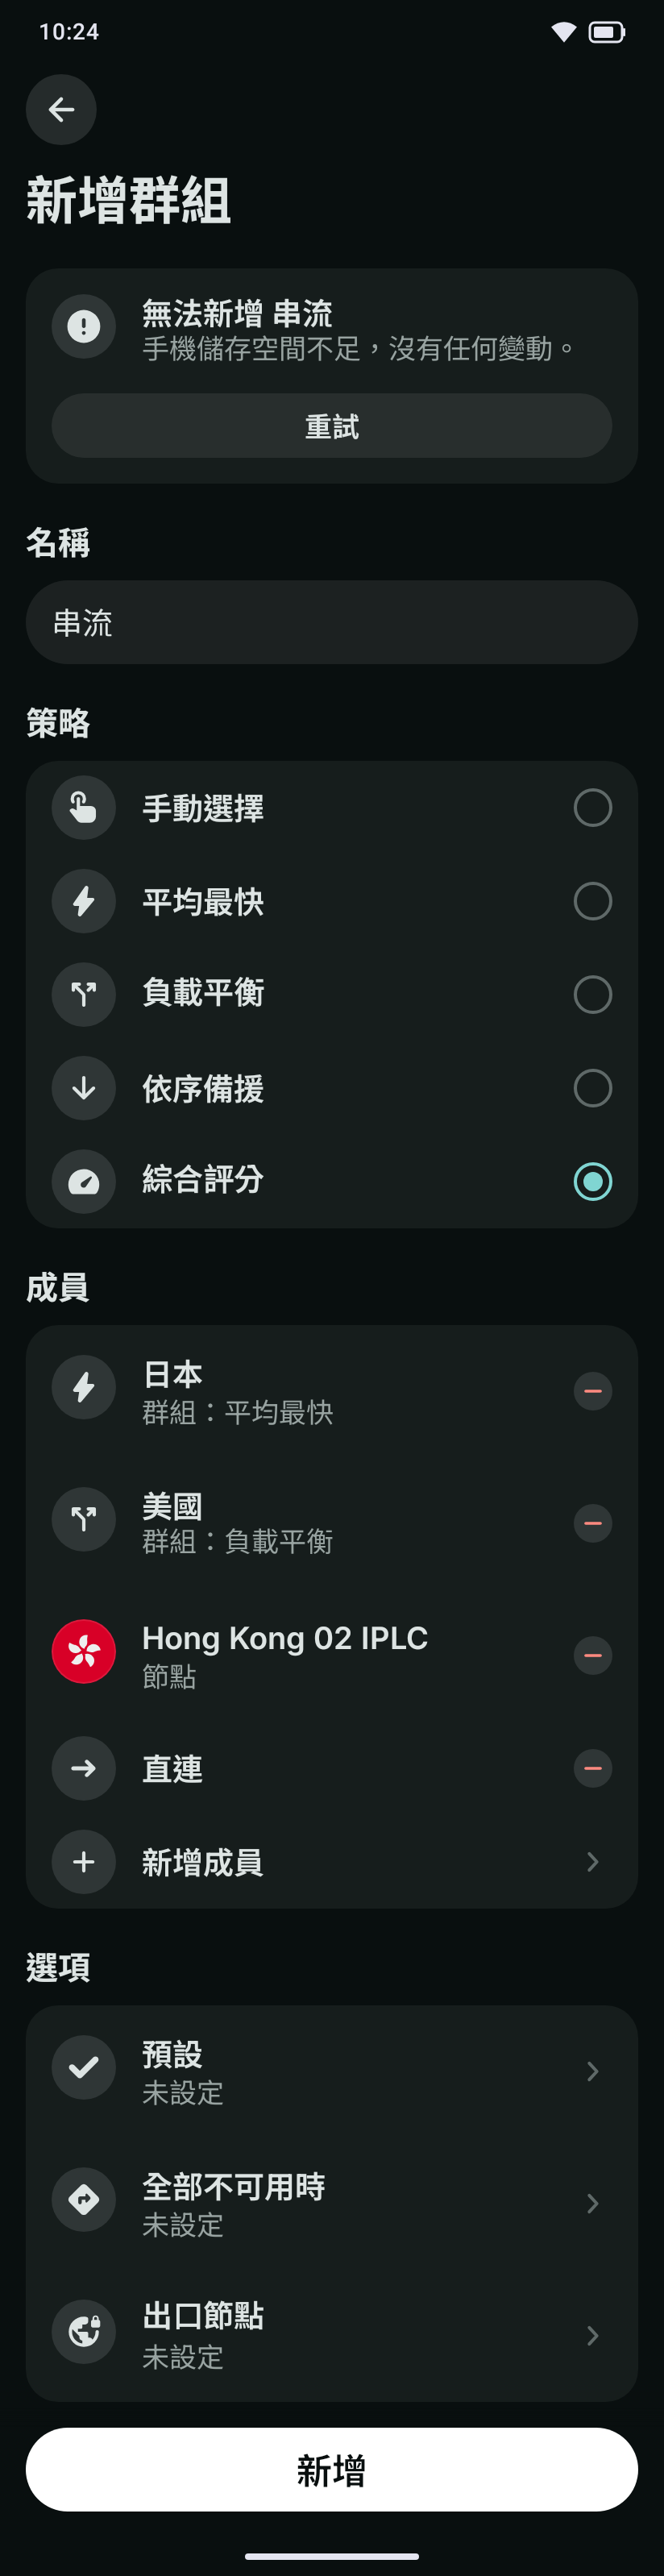 10:24
新增群組
無法新增 串流
手機儲存空間不足，沒有任何變動。
重試
名稱
串流
策略
手動選擇
平均最快
負載平衡
依序備援
綜合評分
成員
日本
群組：平均最快
美國
群組：負載平衡
Hong Kong 02 IPLC
節點
直連
新增成員
選項
預設
未設定
全部不可用時
未設定
出口節點
未設定
新增